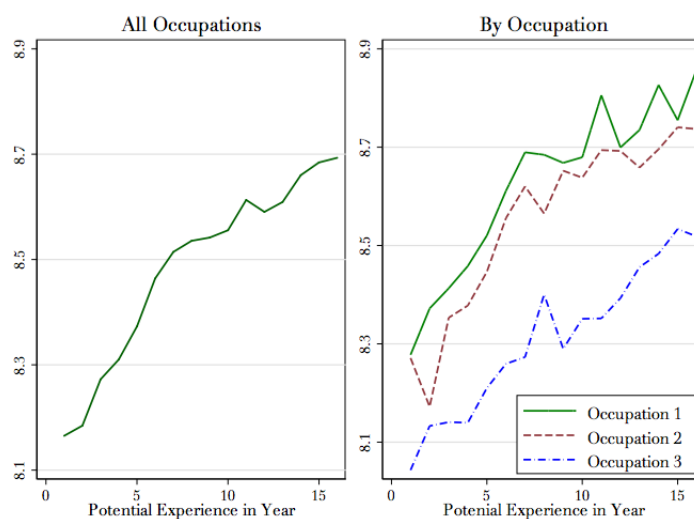 All Occupations
8.9
8.7
8.5
8.3
8.1
0 5 10 15
Potential Experience in Year
By Occupation
8.9
8.7
8.5
8.3
8.1
Occupation 1
Occupation 2
Occupation 3
0 5 10 15
Potential Experience in Year